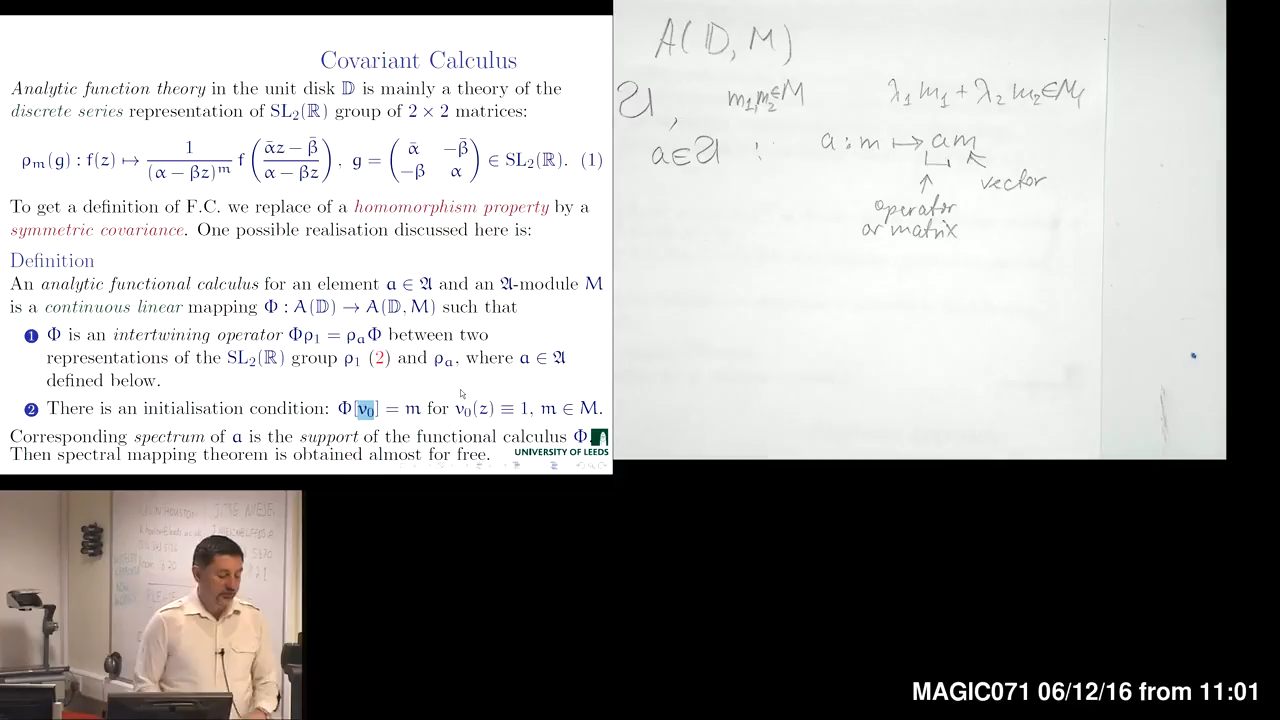 Covariant Calculus
Analytic function theory in the unit disk 𝔻 is mainly a theory of the
discrete series representation of SL₂(ℝ) group of 2 × 2 matrices:
ρₘ(g) : f(z) ↦ 1/(α − βz)ᵐ f((ᾱz − β̄)/(α − βz)), g = (ᾱ −β̄; −β α) ∈ SL₂(ℝ). (1)
To get a definition of F.C. we replace of a homomorphism property by a
symmetric covariance. One possible realisation discussed here is:
Definition
An analytic functional calculus for an element a ∈ 𝔄 and an 𝔄-module M
is a continuous linear mapping Φ : A(𝔻) → A(𝔻, M) such that
1 Φ is an intertwining operator Φρ₁ = ρₐΦ between two
representations of the SL₂(ℝ) group ρ₁ (2) and ρₐ, where a ∈ 𝔄
defined below.
2 There is an initialisation condition: Φ[v₀] = m for v₀(z) ≡ 1, m ∈ M.
Corresponding spectrum of a is the support of the functional calculus Φ.
Then spectral mapping theorem is obtained almost for free.
UNIVERSITY OF LEEDS
A(𝔻, M)
𝔄, m₁,m₂∈M λ₁m₁ + λ₂m₂∈M
a∈𝔄 : a : m ↦ am
vector
operator
or matrix
MAGIC071 06/12/16 from 11:01